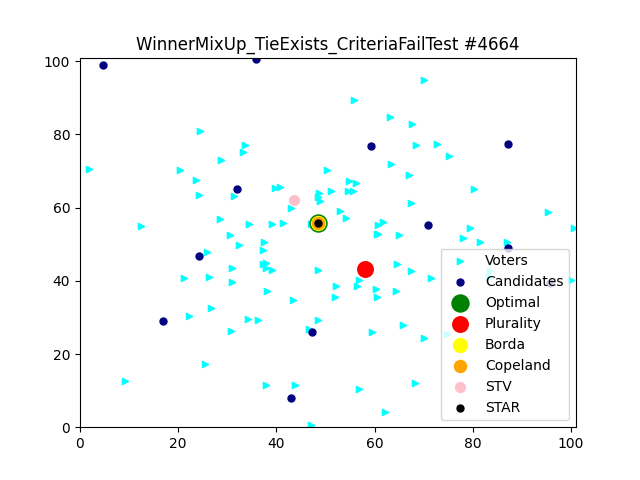 WinnerMixUp_TieExists_CriteriaFailTest #4664
100
80
60
40
20
0
0 20 40 60 80 100
Voters
Candidates
Optimal
Plurality
Borda
Copeland
STV
STAR